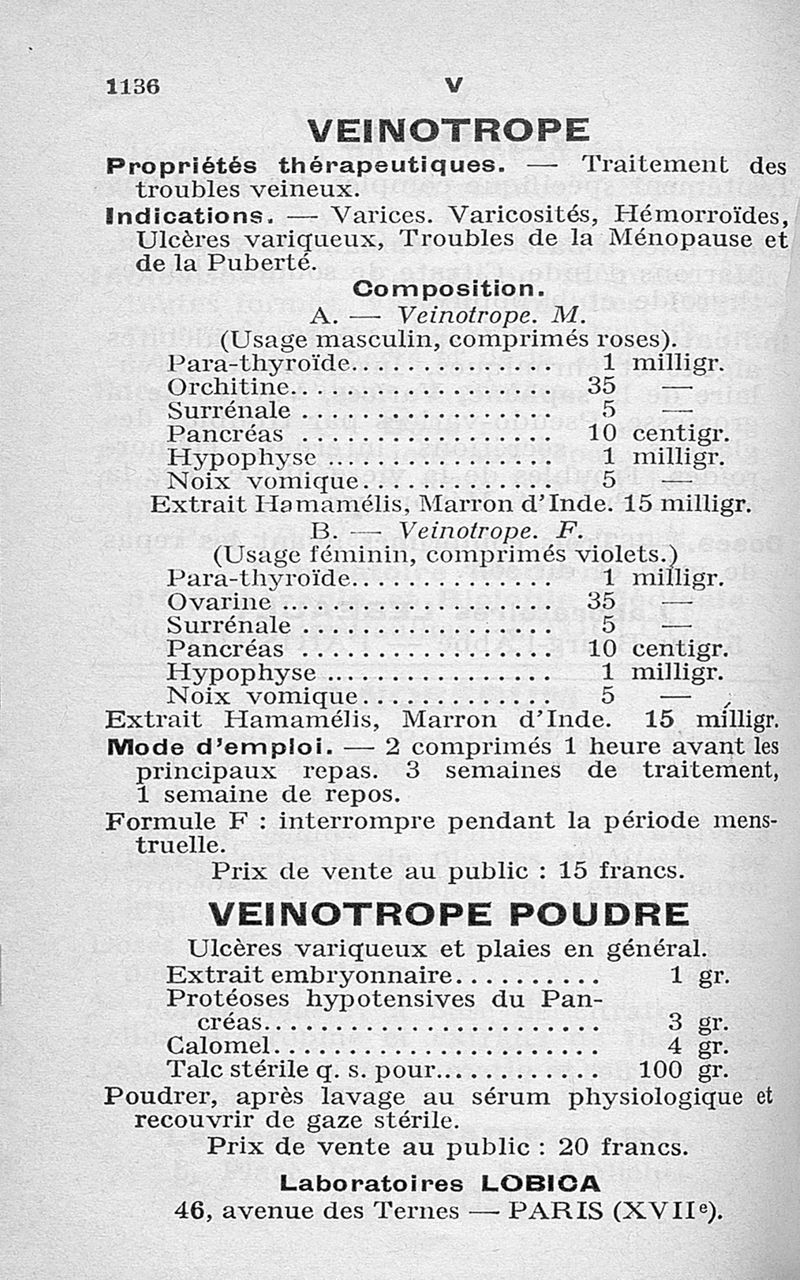 1136 V
VEINOTROPE
Propriétés thérapeutiques. — Traitement des
troubles veineux.
Indications. — Varices. Varicosités, Hémorroïdes,
Ulcères variqueux, Troubles de la Ménopause et
de la Puberté.
Composition.
A. — Veinotrope. M.
(Usage masculin, comprimés roses).
Para-thyroïde............. 1 milligr.
Orchitine................. 35 —
Surrénale ................ 5 —
Pancréas ................. 10 centigr.
Hypophyse ................ 1 milligr.
Noix vomique.............. 5 —
Extrait Hamamélis, Marron d'Inde. 15 milligr.
B. — Veinotrope. F.
(Usage féminin, comprimés violets.)
Para-thyroïde............. 1 milligr.
Ovarine .................. 35 —
Surrénale ................ 5 —
Pancréas ................. 10 centigr.
Hypophyse ................ 1 milligr.
Noix vomique.............. 5 —
Extrait Hamamélis, Marron d'Inde. 15 milligr.
Mode d'emploi. — 2 comprimés 1 heure avant les
principaux repas. 3 semaines de traitement,
1 semaine de repos.
Formule F : interrompre pendant la période mens-
truelle.
Prix de vente au public : 15 francs.
VEINOTROPE POUDRE
Ulcères variqueux et plaies en général.
Extrait embryonnaire.......... 1 gr.
Protéoses hypotensives du Pan-
créas....................... 3 gr.
Calomel...................... 4 gr.
Talc stérile q. s. pour............ 100 gr.
Poudrer, après lavage au sérum physiologique et
recouvrir de gaze stérile.
Prix de vente au public : 20 francs.
Laboratoires LOBICA
46, avenue des Ternes — PARIS (XVIIe).